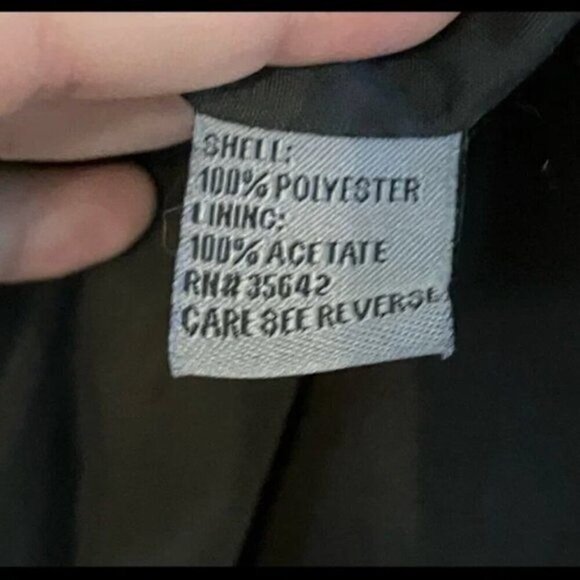 SHELL:
100% POLYESTER
LINING:
100% ACETATE
RN# 35642
CARE SEE REVERSE